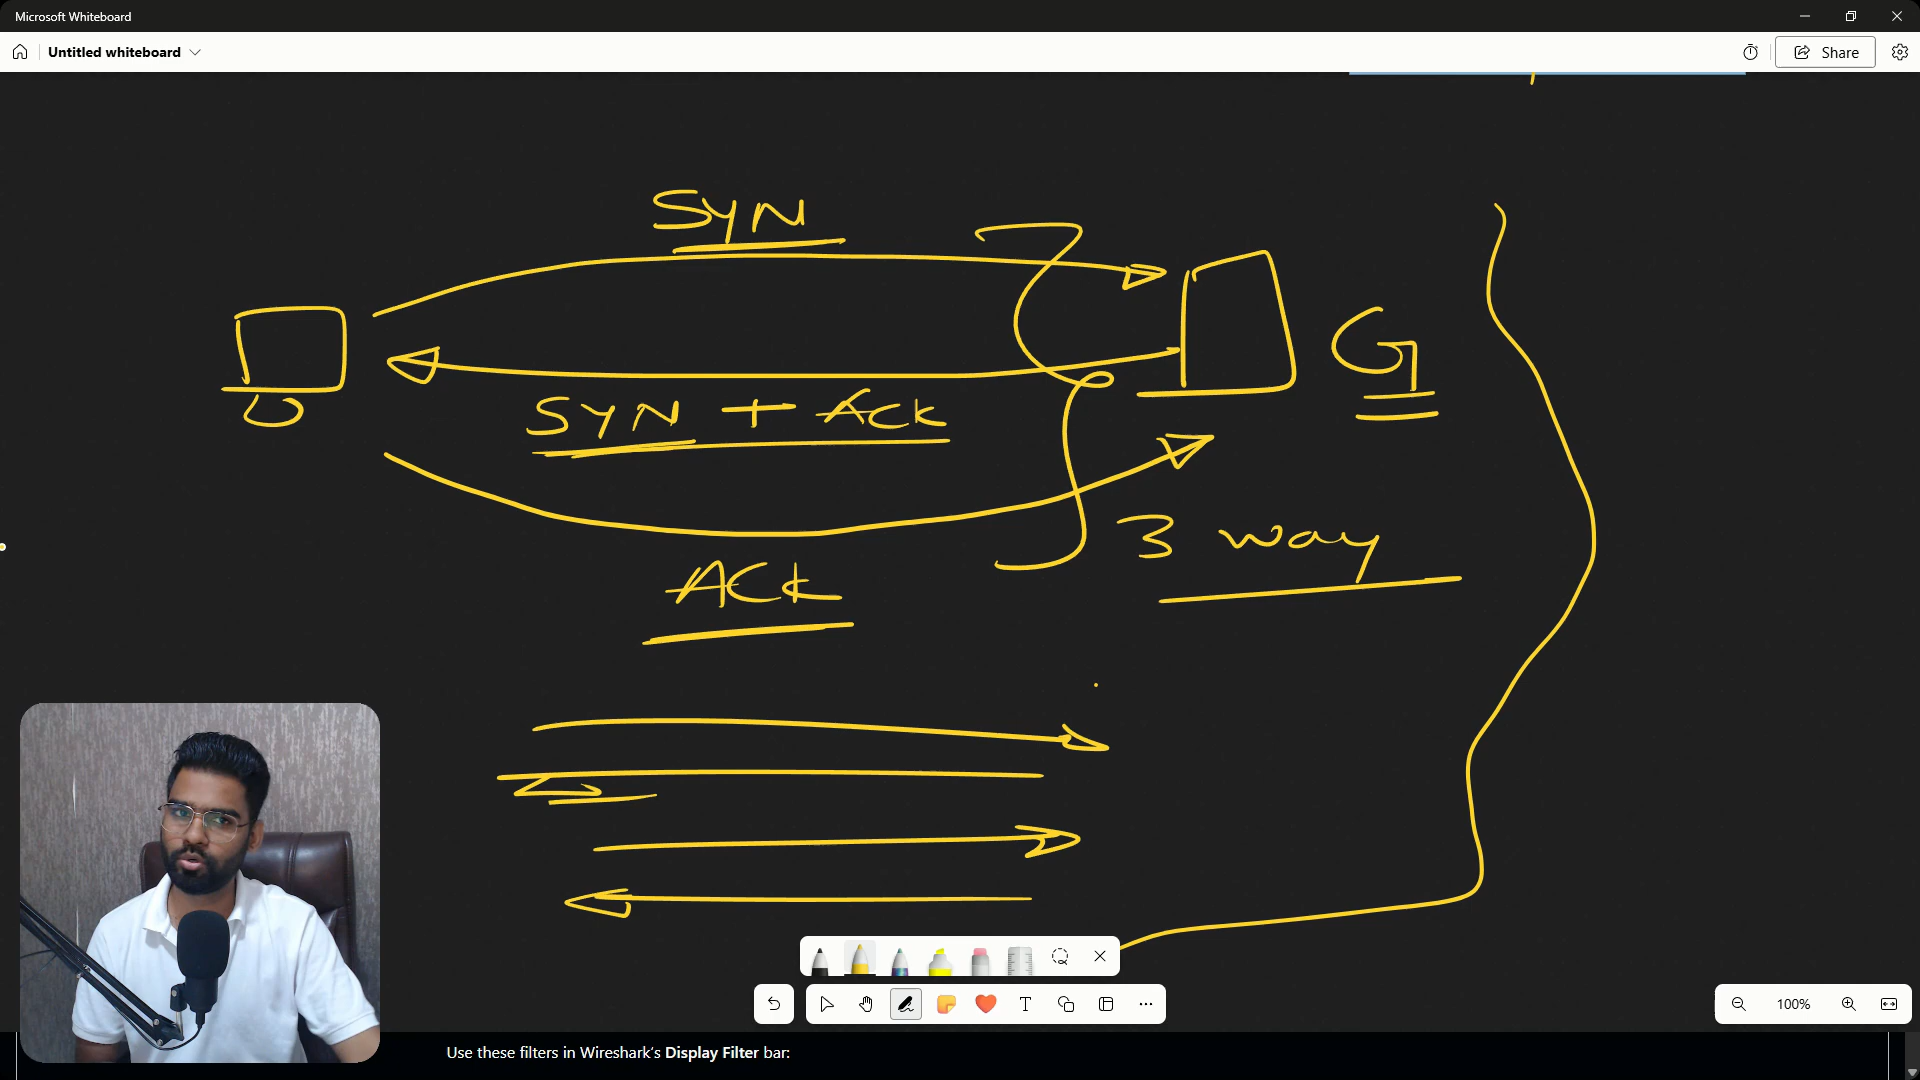 Microsoft Whiteboard
Untitled whiteboard
Share
SYN
G
SYN + ACK
3 way
ACK
100%
Use these filters in Wireshark's Display Filter bar: